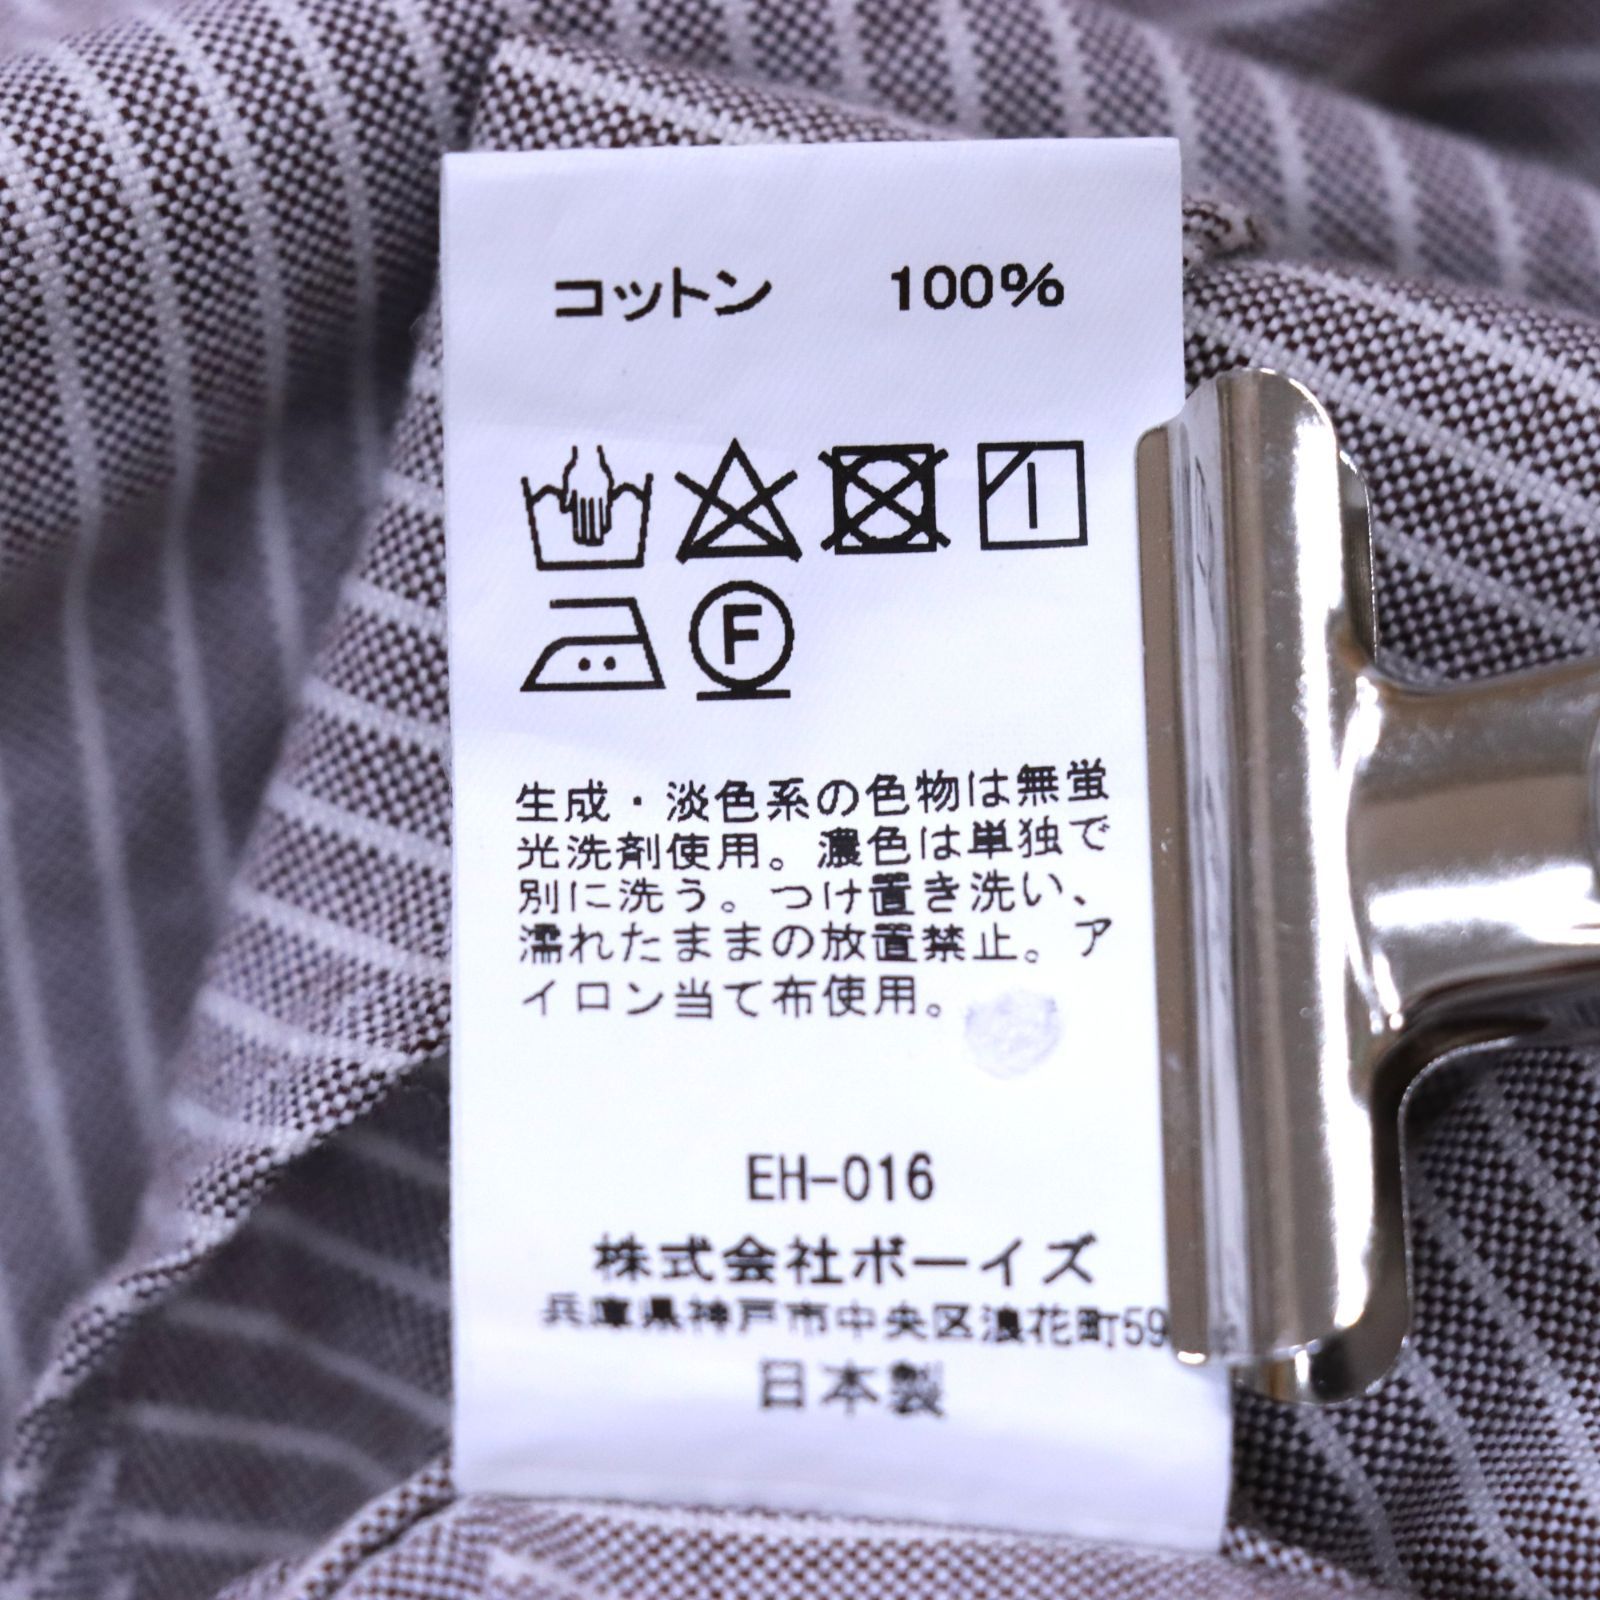 コットン 100%
F
生成・淡色系の色物は無蛍
光洗剤使用。濃色は単独で
別に洗う。つけ置き洗い、
濡れたままの放置禁止。ア
イロン当て布使用。
EH-016
株式会社ボーイズ
兵庫県神戸市中央区浪花町59
日本製